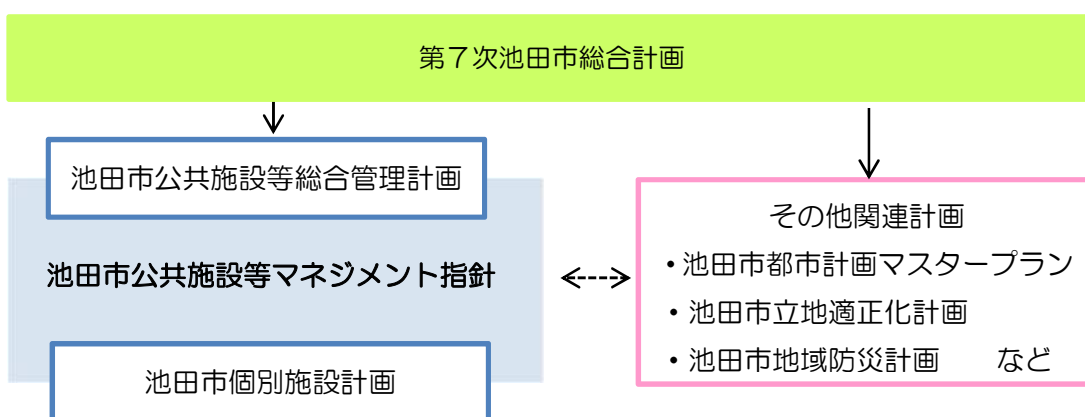 第７次池田市総合計画
池田市公共施設等総合管理計画
池田市公共施設等マネジメント指針
池田市個別施設計画
その他関連計画
・池田市都市計画マスタープラン
・池田市立地適正化計画
・池田市地域防災計画　　など